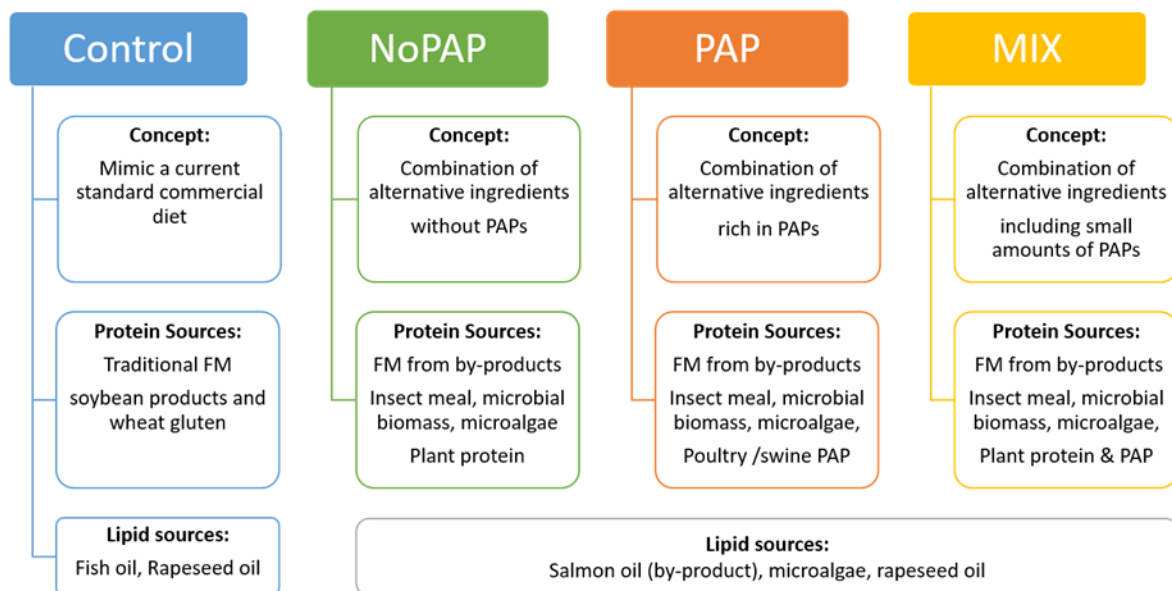 Control
NoPAP
PAP
MIX
Concept:
Mimic a current
standard commercial
diet
Concept:
Combination of
alternative ingredients
without PAPs
Concept:
Combination of
alternative ingredients
rich in PAPs
Concept:
Combination of
alternative ingredients
including small
amounts of PAPs
Protein Sources:
Traditional FM
soybean products and
wheat gluten
Protein Sources:
FM from by-products
Insect meal, microbial
biomass, microalgae
Plant protein
Protein Sources:
FM from by-products
Insect meal, microbial
biomass, microalgae,
Poultry /swine PAP
Protein Sources:
FM from by-products
Insect meal, microbial
biomass, microalgae,
Plant protein & PAP
Lipid sources:
Fish oil, Rapeseed oil
Lipid sources:
Salmon oil (by-product), microalgae, rapeseed oil